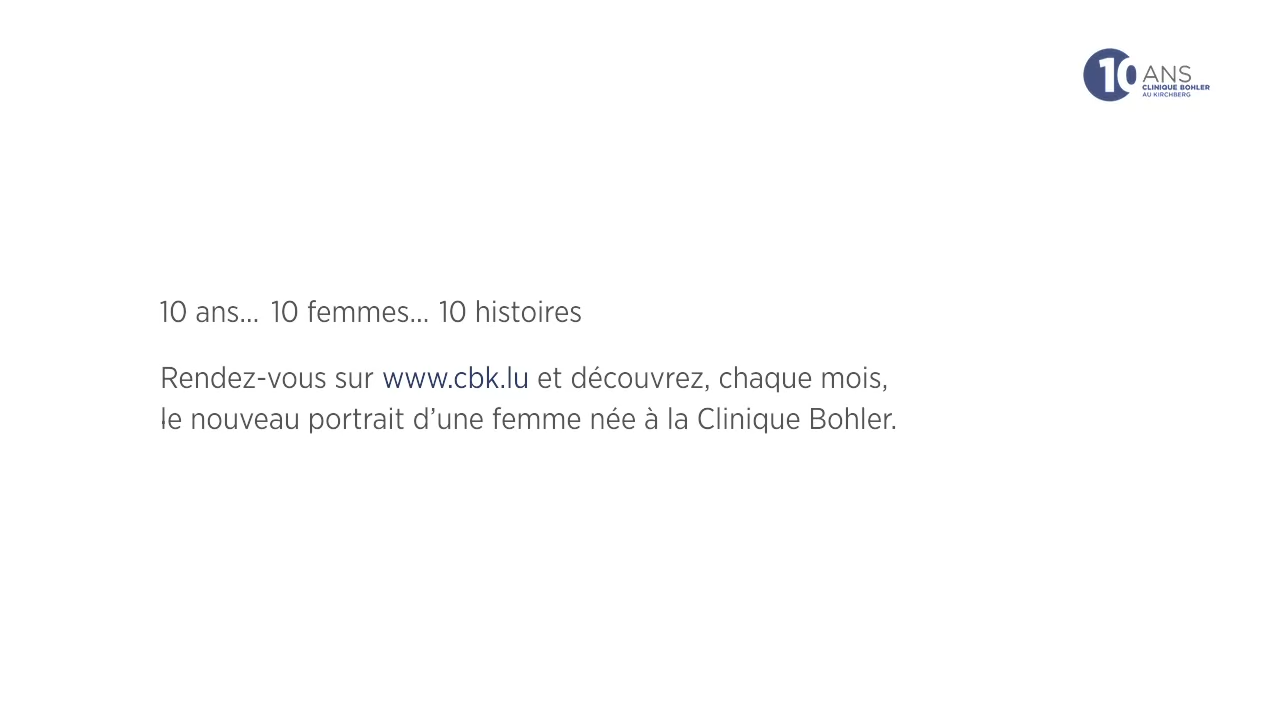 10 ANS
CLINIQUE BOHLER
AU KIRCHBERG
10 ans... 10 femmes... 10 histoires
Rendez-vous sur www.cbk.lu et découvrez, chaque mois,
le nouveau portrait d’une femme née à la Clinique Bohler.